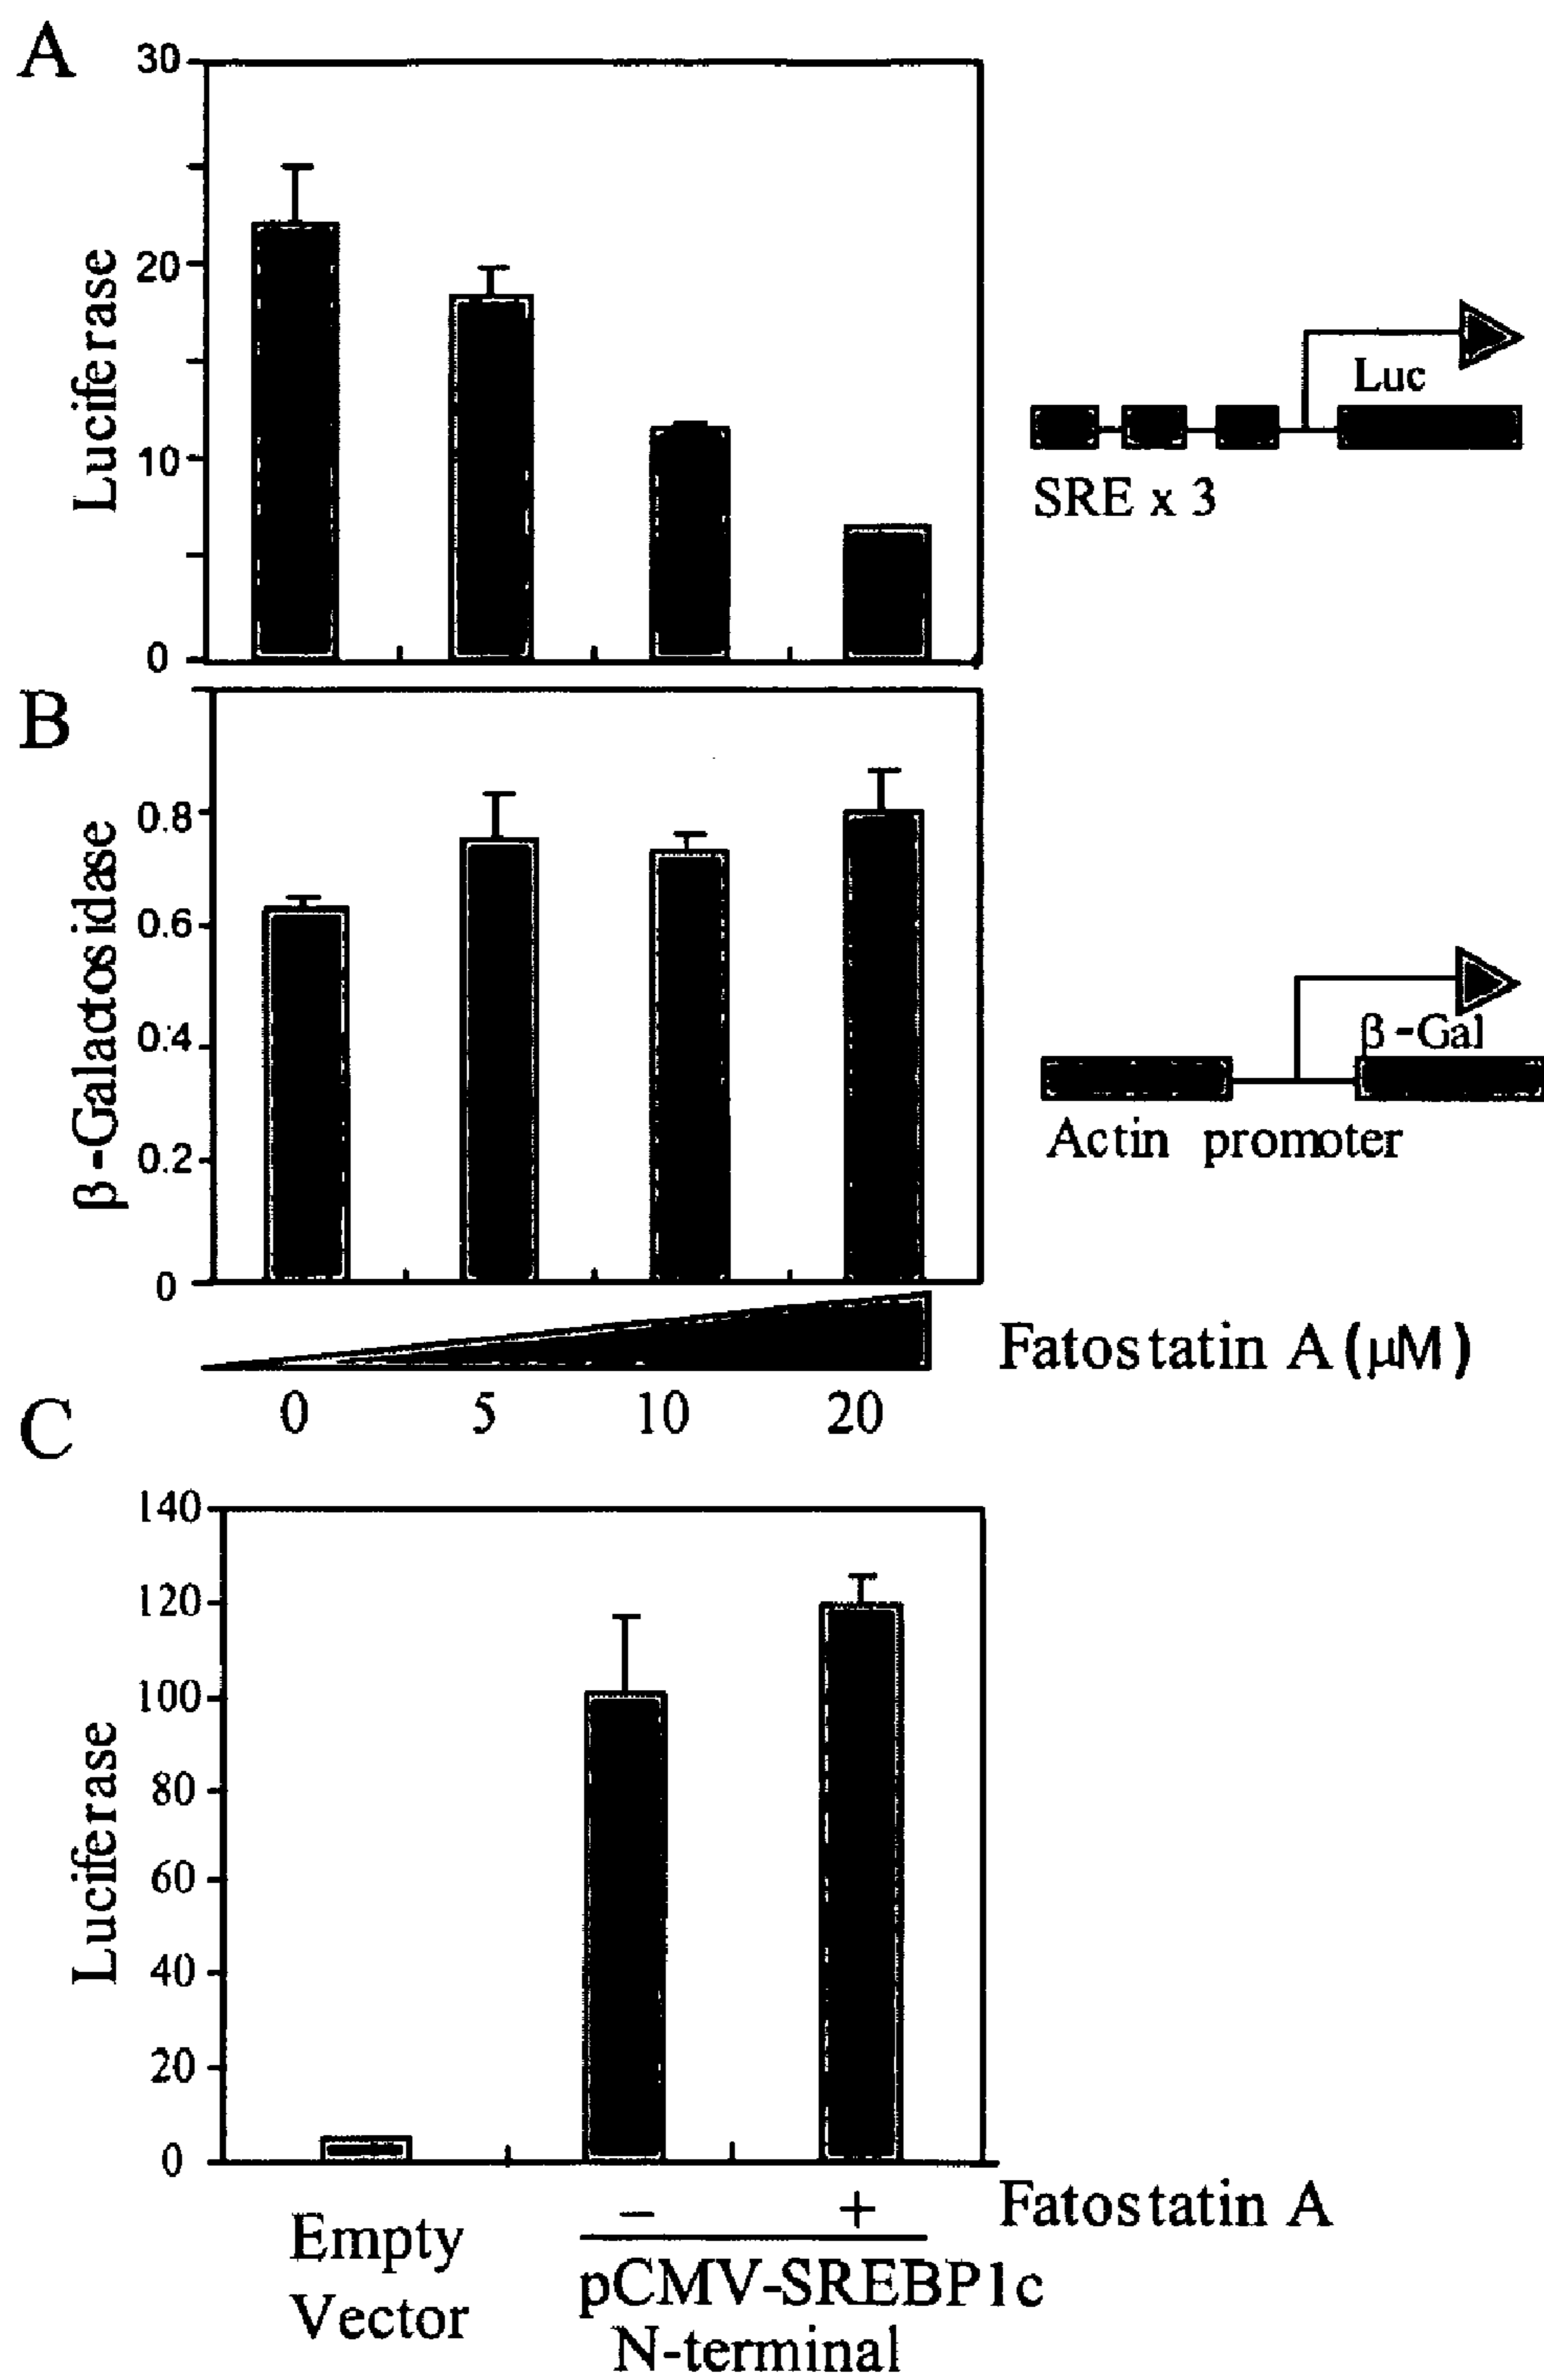 A
30
20
10
0
Luciferase
Luc
SRE x 3
B
0.8
0.6
0.4
0.2
0
β-Galactosidase
β-Gal
Actin promoter
Fatostatin A (μM)
0 5 10 20
C
140
120
100
80
60
40
20
0
Luciferase
− + Fatostatin A
Empty
Vector
pCMV-SREBP1c
N-terminal